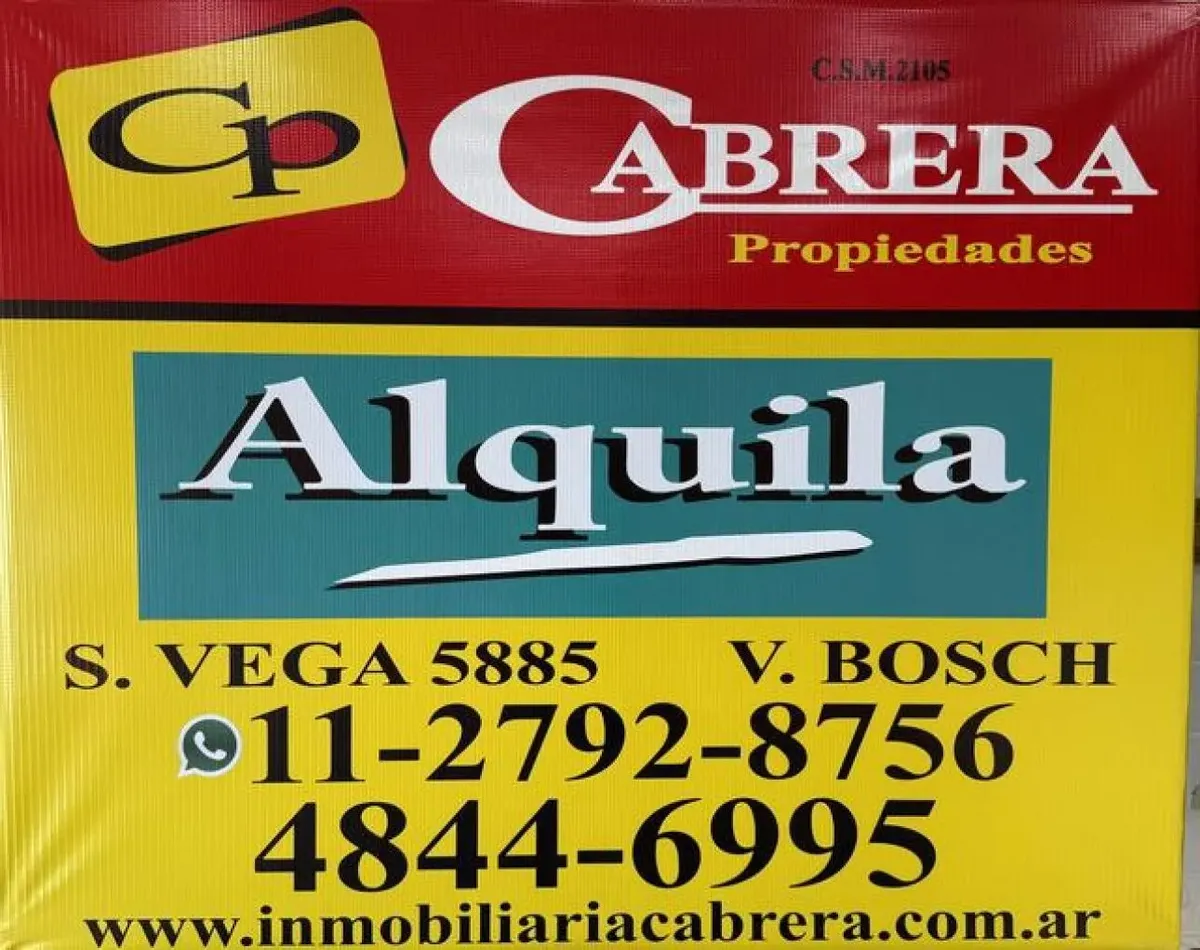 Cp
C.S.M.2105
CABRERA
Propiedades
Alquila
S. VEGA 5885 V. BOSCH
11-2792-8756
4844-6995
www.inmobiliariacabrera.com.ar